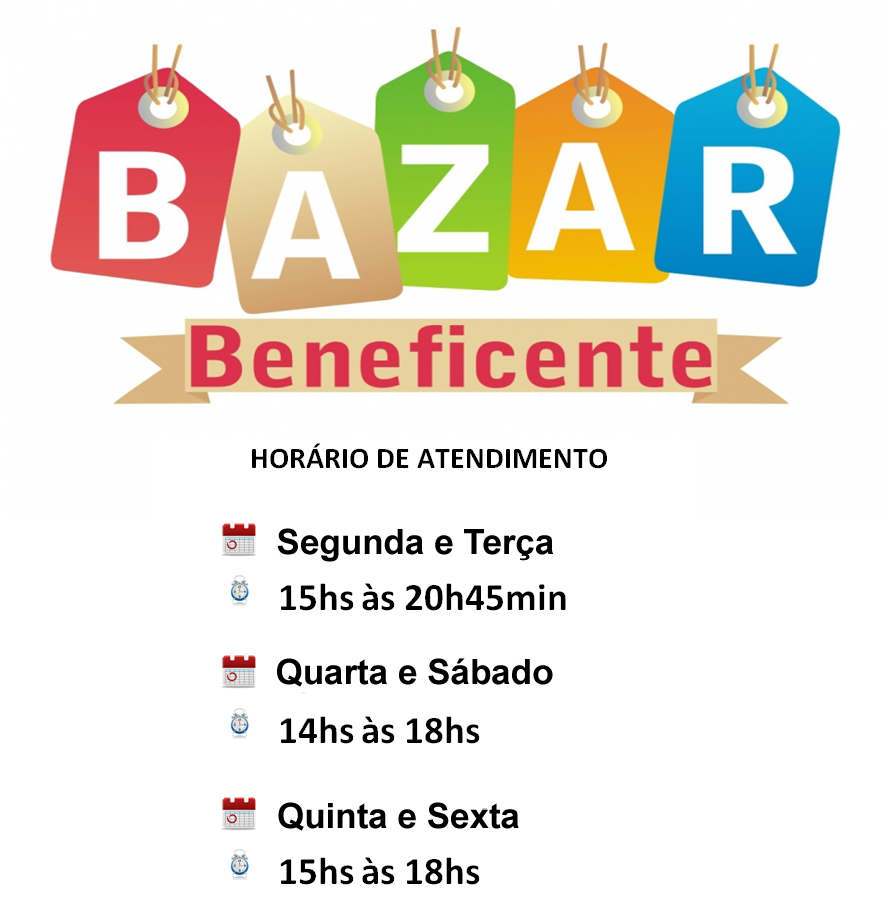 BAZAR
Beneficente
HORÁRIO DE ATENDIMENTO
Segunda e Terça
15hs às 20h45min
Quarta e Sábado
14hs às 18hs
Quinta e Sexta
15hs às 18hs